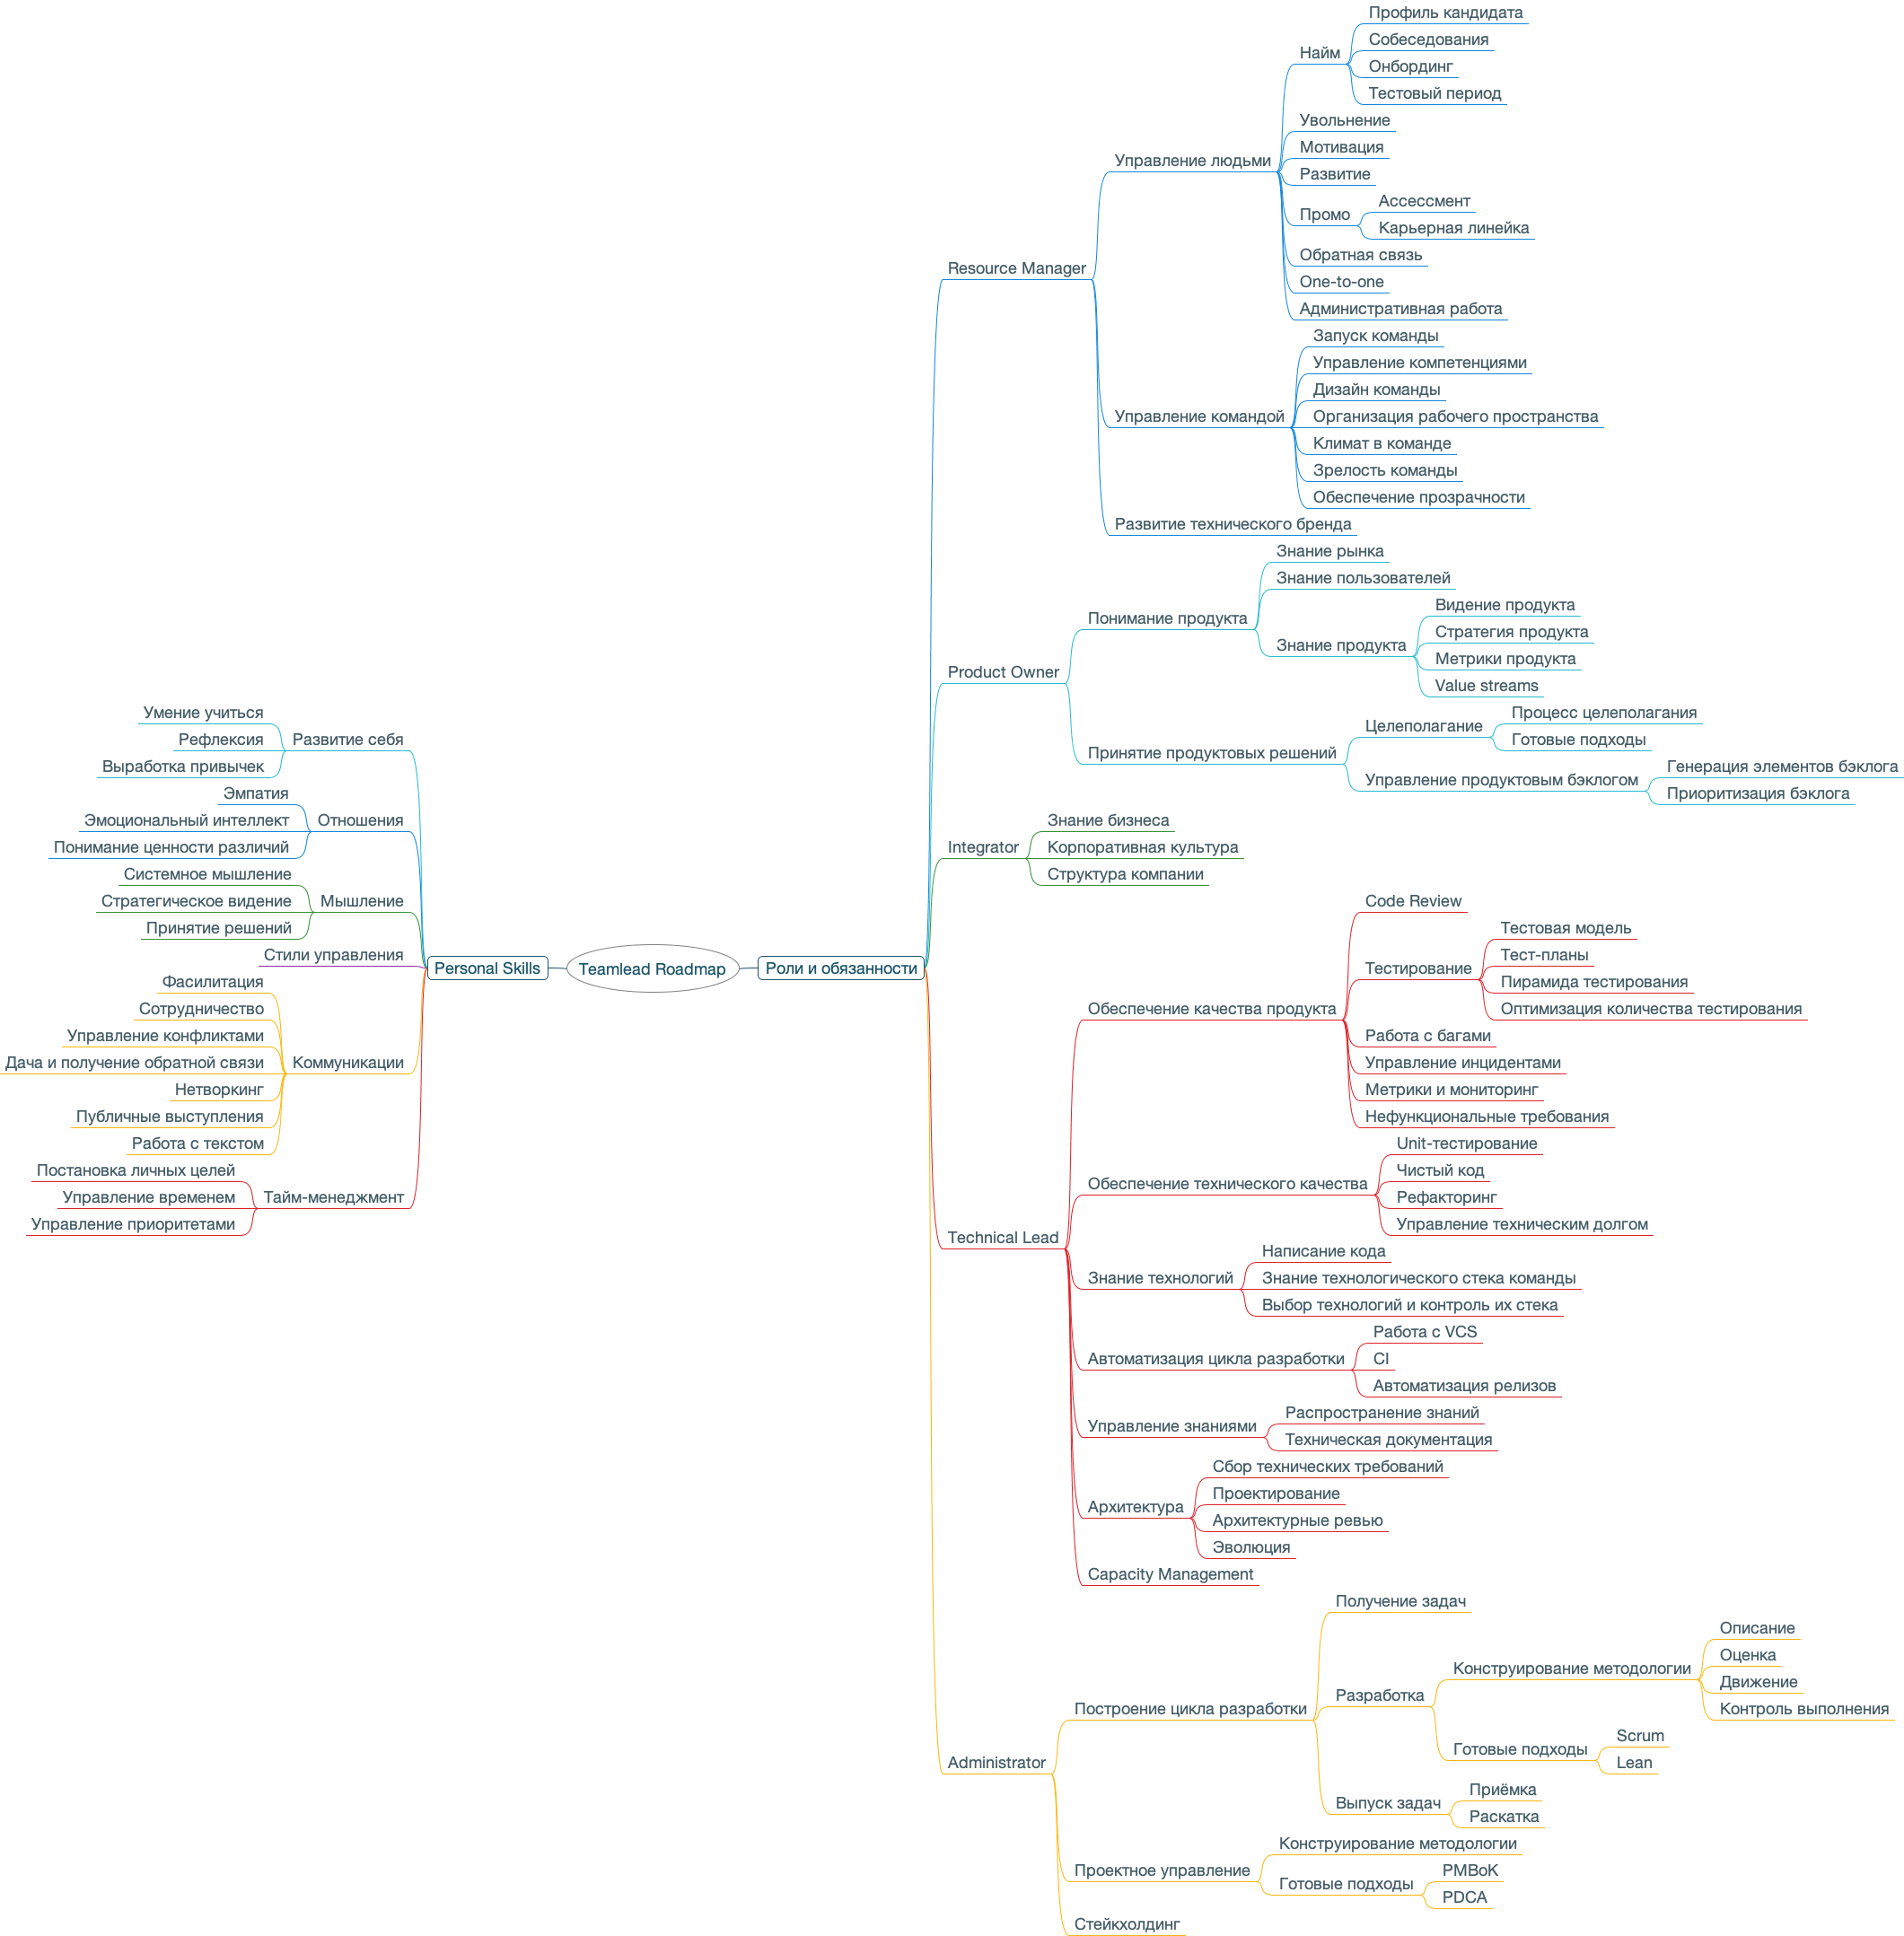 Teamlead Roadmap
Personal Skills
Развитие себя
Умение учиться
Рефлексия
Выработка привычек
Отношения
Эмпатия
Эмоциональный интеллект
Понимание ценности различий
Мышление
Системное мышление
Стратегическое видение
Принятие решений
Стили управления
Коммуникации
Фасилитация
Сотрудничество
Управление конфликтами
Дача и получение обратной связи
Нетворкинг
Публичные выступления
Работа с текстом
Тайм-менеджмент
Постановка личных целей
Управление временем
Управление приоритетами
Роли и обязанности
Resource Manager
Управление людьми
Найм
Профиль кандидата
Собеседования
Онбординг
Тестовый период
Увольнение
Мотивация
Развитие
Промо
Ассессмент
Карьерная линейка
Обратная связь
One-to-one
Административная работа
Управление командой
Запуск команды
Управление компетенциями
Дизайн команды
Организация рабочего пространства
Климат в команде
Зрелость команды
Обеспечение прозрачности
Развитие технического бренда
Product Owner
Понимание продукта
Знание рынка
Знание пользователей
Знание продукта
Видение продукта
Стратегия продукта
Метрики продукта
Value streams
Принятие продуктовых решений
Целеполагание
Процесс целеполагания
Готовые подходы
Управление продуктовым бэклогом
Генерация элементов бэклога
Приоритизация бэклога
Integrator
Знание бизнеса
Корпоративная культура
Структура компании
Technical Lead
Обеспечение качества продукта
Code Review
Тестирование
Тестовая модель
Тест-планы
Пирамида тестирования
Оптимизация количества тестирования
Работа с багами
Управление инцидентами
Метрики и мониторинг
Нефункциональные требования
Обеспечение технического качества
Unit-тестирование
Чистый код
Рефакторинг
Управление техническим долгом
Знание технологий
Написание кода
Знание технологического стека команды
Выбор технологий и контроль их стека
Автоматизация цикла разработки
Работа с VCS
CI
Автоматизация релизов
Управление знаниями
Распространение знаний
Техническая документация
Архитектура
Сбор технических требований
Проектирование
Архитектурные ревью
Эволюция
Capacity Management
Administrator
Построение цикла разработки
Получение задач
Разработка
Конструирование методологии
Описание
Оценка
Движение
Контроль выполнения
Готовые подходы
Scrum
Lean
Выпуск задач
Приёмка
Раскатка
Проектное управление
Конструирование методологии
Готовые подходы
PMBoK
PDCA
Стейкхолдинг